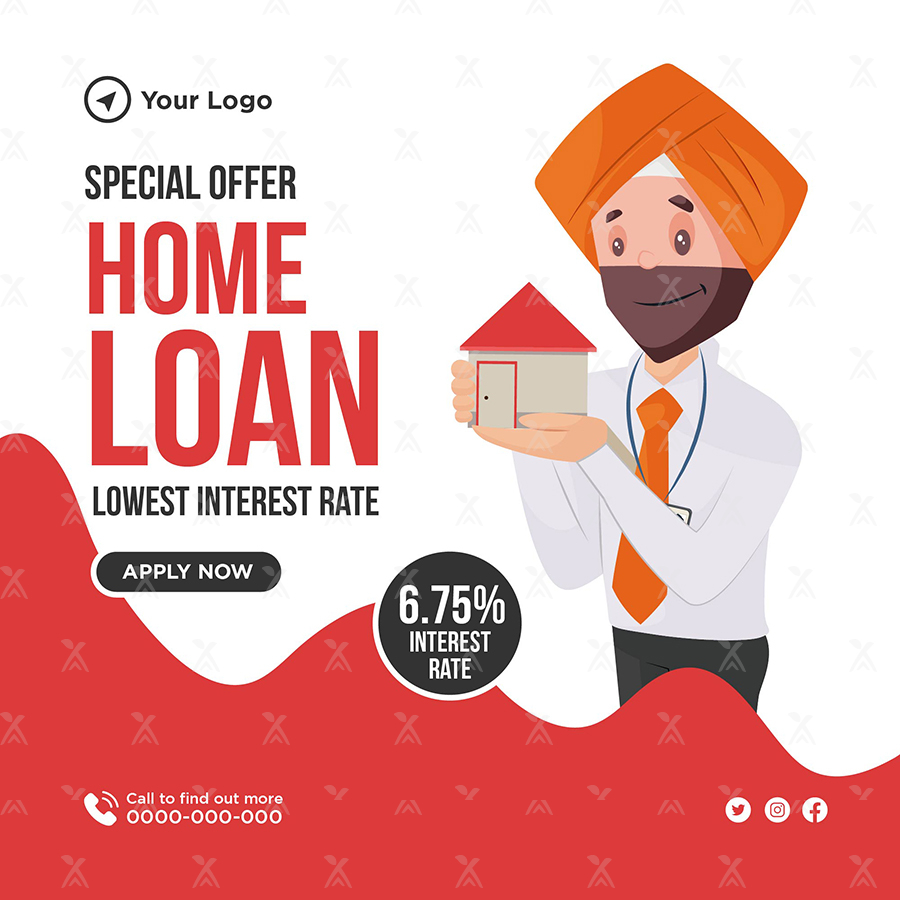 Your Logo
SPECIAL OFFER
HOME
LOAN
LOWEST INTEREST RATE
APPLY NOW
6.75%
INTEREST
RATE
Call to find out more
0000-000-000